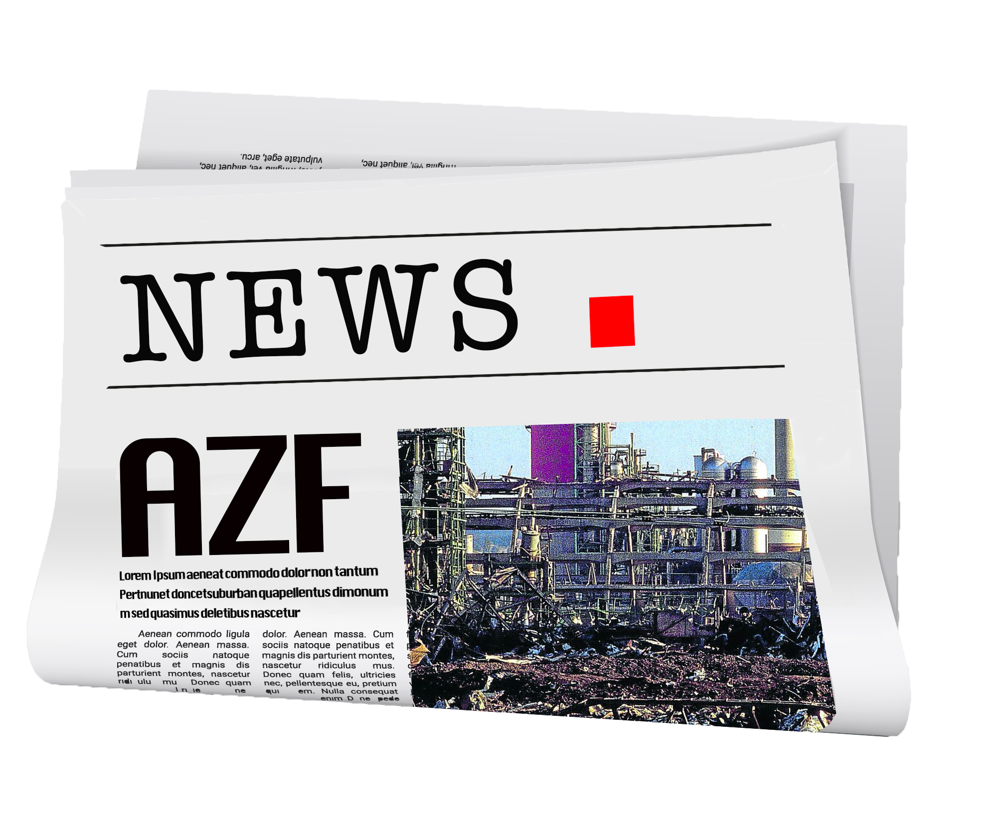 vulputate eget, arcu.
fringilla vel, aliquet nec,
fringilla vel, aliquet nec,
NEWS
AZF
Lorem Ipsum aeneat commodo dolor non tantum
Pertnunet doncetsuburban quapellentus dimonum
m sed quasimus deletibus nascetur
Aenean commodo ligula
eget dolor. Aenean massa.
Cum sociis natoque
penatibus et magnis dis
parturient montes, nascetur
Donec quam
ne
dolor. Aenean massa. Cum
sociis natoque penatibus et
magnis dis parturient montes,
nascetur ridiculus mus.
Donec quam felis, ultricies
nec, pellentesque eu, pretium
em. Nulla consequat
enim ne pede